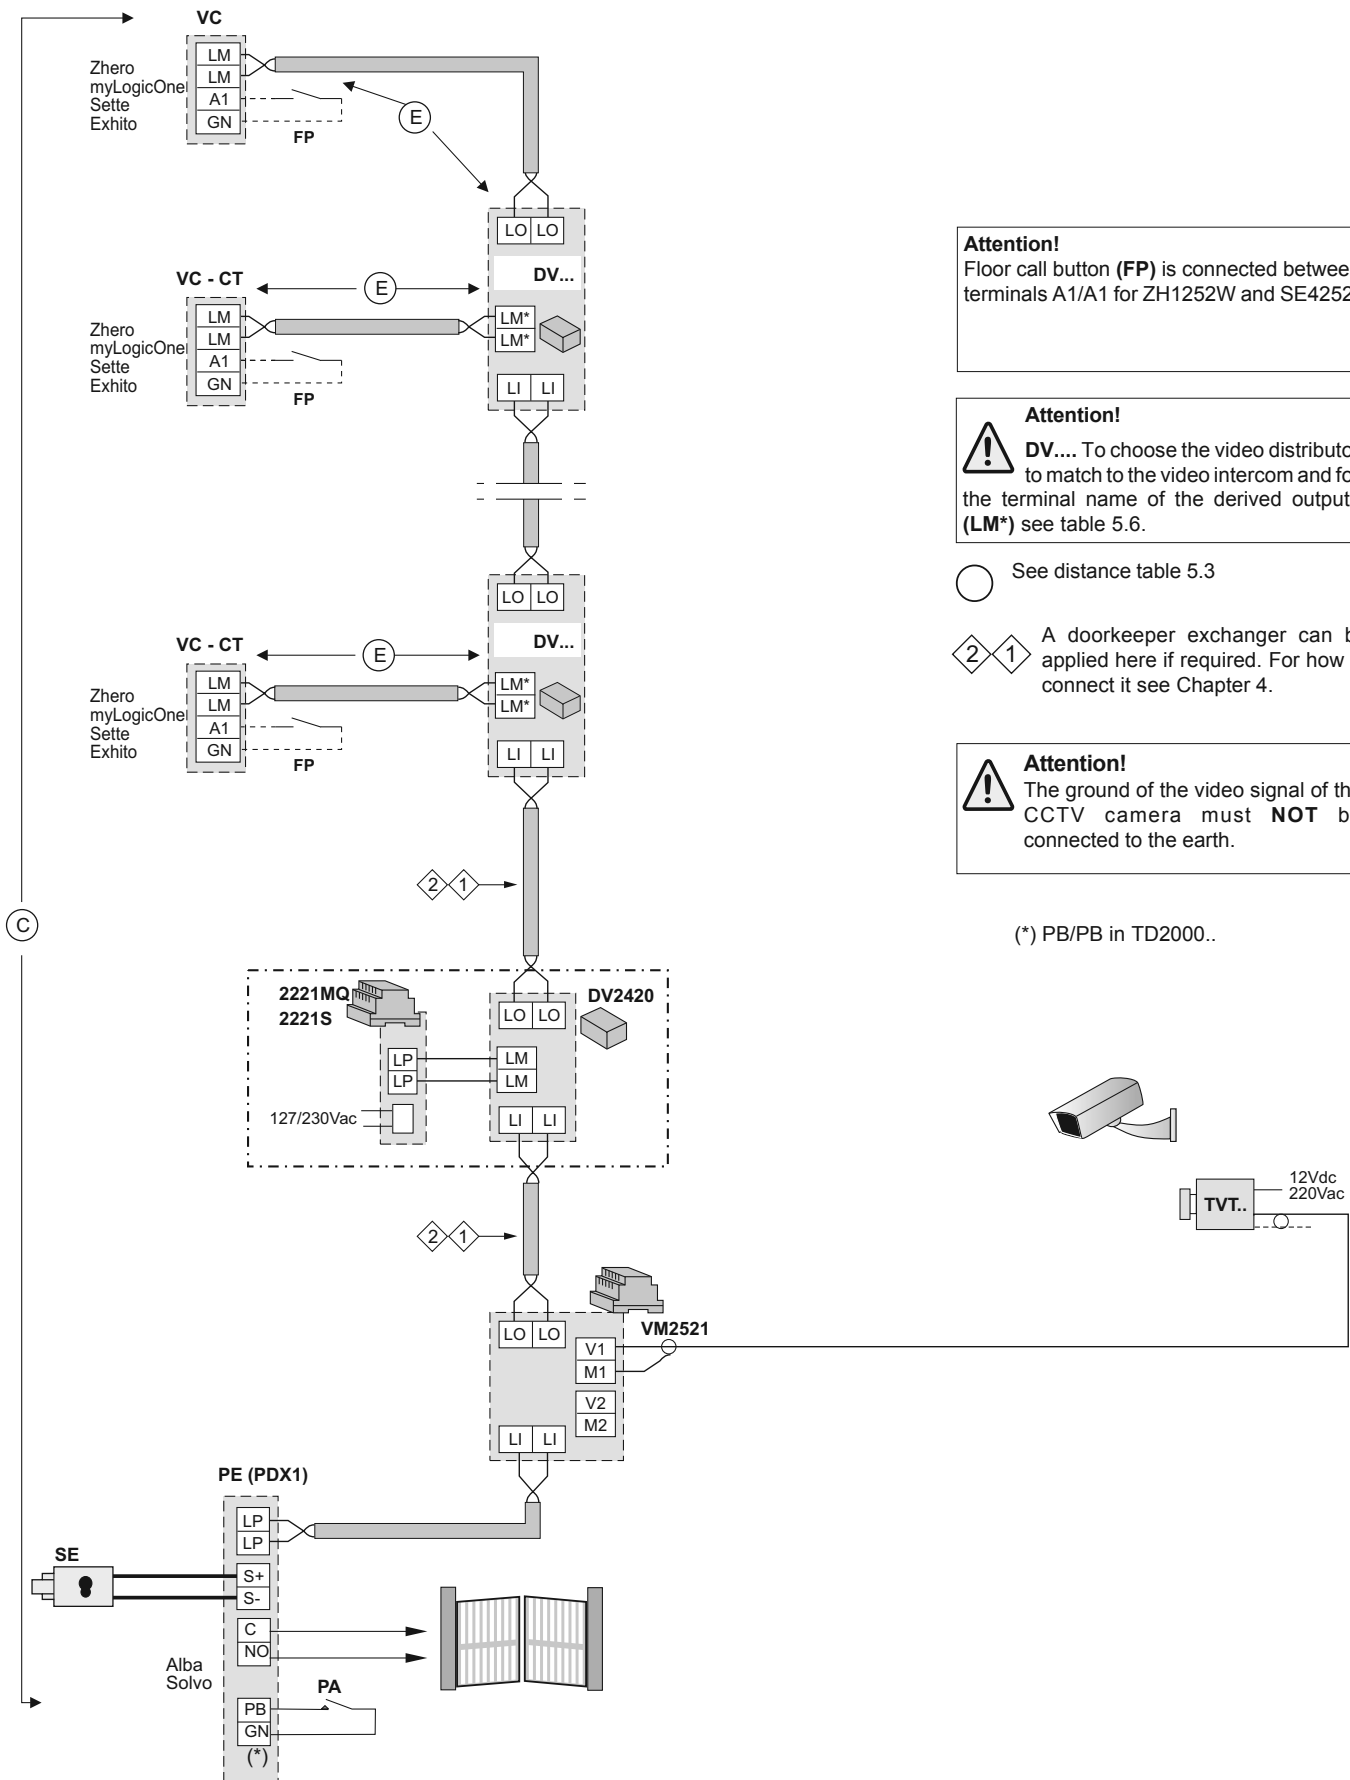 VC
Zhero
myLogicOne
Sette
Exhito
LM
LM
A1
GN
FP
E
LO LO
DV...
VC - CT
E
Zhero
myLogicOne
Sette
Exhito
LM
LM
A1
GN
FP
LM*
LM*
LI LI
LO LO
DV...
VC - CT
E
Zhero
myLogicOne
Sette
Exhito
LM
LM
A1
GN
FP
LM*
LM*
LI LI
2 1
C
2221MQ
2221S
DV2420
LO LO
LP
LP
LM
LM
127/230Vac
LI LI
2 1
LO LO
VM2521
V1
M1
V2
M2
LI LI
PE (PDX1)
LP
LP
SE
S+
S-
C
NO
Alba
Solvo
PA
PB
GN
(*)
Attention!
Floor call button (FP) is connected
terminals A1/A1 for ZH1252W and
Attention!
DV.... To choose the video
to match to the video intercom and
the terminal name of the derived output
(LM*) see table 5.6.
See distance table 5.3
2 1
A doorkeeper exchanger can
applied here if required. For how
connect it see Chapter 4.
Attention!
The ground of the video signal of
CCTV camera must NOT
connected to the earth.
(*) PB/PB in TD2000..
TVT..
12Vdc
220Vac